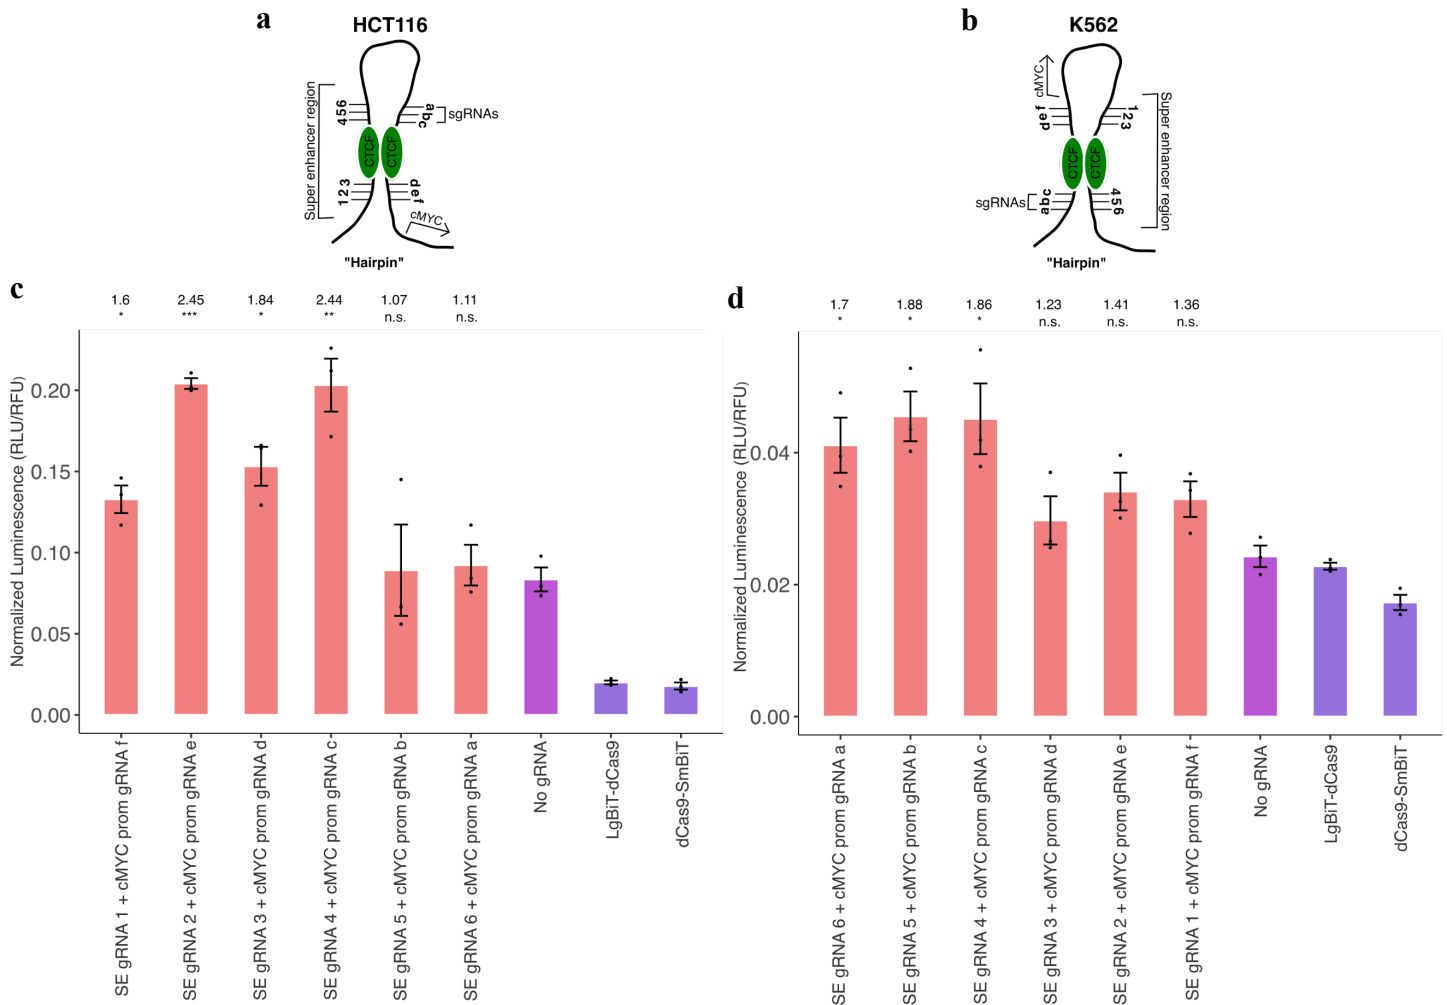 a
HCT116
Super enhancer region
4 5 6
a b c
sgRNAs
CTCF
CTCF
1 2 3
d e f
cMYC
"Hairpin"
b
K562
cMYC
d e f
1 2 3
Super enhancer region
CTCF
CTCF
sgRNAs
a b c
4 5 6
"Hairpin"
c
1.6
2.45
1.84
2.44
1.07
1.11
*
***
*
**
n.s.
n.s.
Normalized Luminescence (RLU/RFU)
0.20
0.15
0.10
0.05
0.00
SE gRNA 1 + cMYC prom gRNA f
SE gRNA 2 + cMYC prom gRNA e
SE gRNA 3 + cMYC prom gRNA d
SE gRNA 4 + cMYC prom gRNA c
SE gRNA 5 + cMYC prom gRNA b
SE gRNA 6 + cMYC prom gRNA a
No gRNA
LgBiT-dCas9
dCas9-SmBiT
d
1.7
1.88
1.86
1.23
1.41
1.36
*
*
*
n.s.
n.s.
n.s.
Normalized Luminescence (RLU/RFU)
0.04
0.02
0.00
SE gRNA 6 + cMYC prom gRNA a
SE gRNA 5 + cMYC prom gRNA b
SE gRNA 4 + cMYC prom gRNA c
SE gRNA 3 + cMYC prom gRNA d
SE gRNA 2 + cMYC prom gRNA e
SE gRNA 1 + cMYC prom gRNA f
No gRNA
LgBiT-dCas9
dCas9-SmBiT